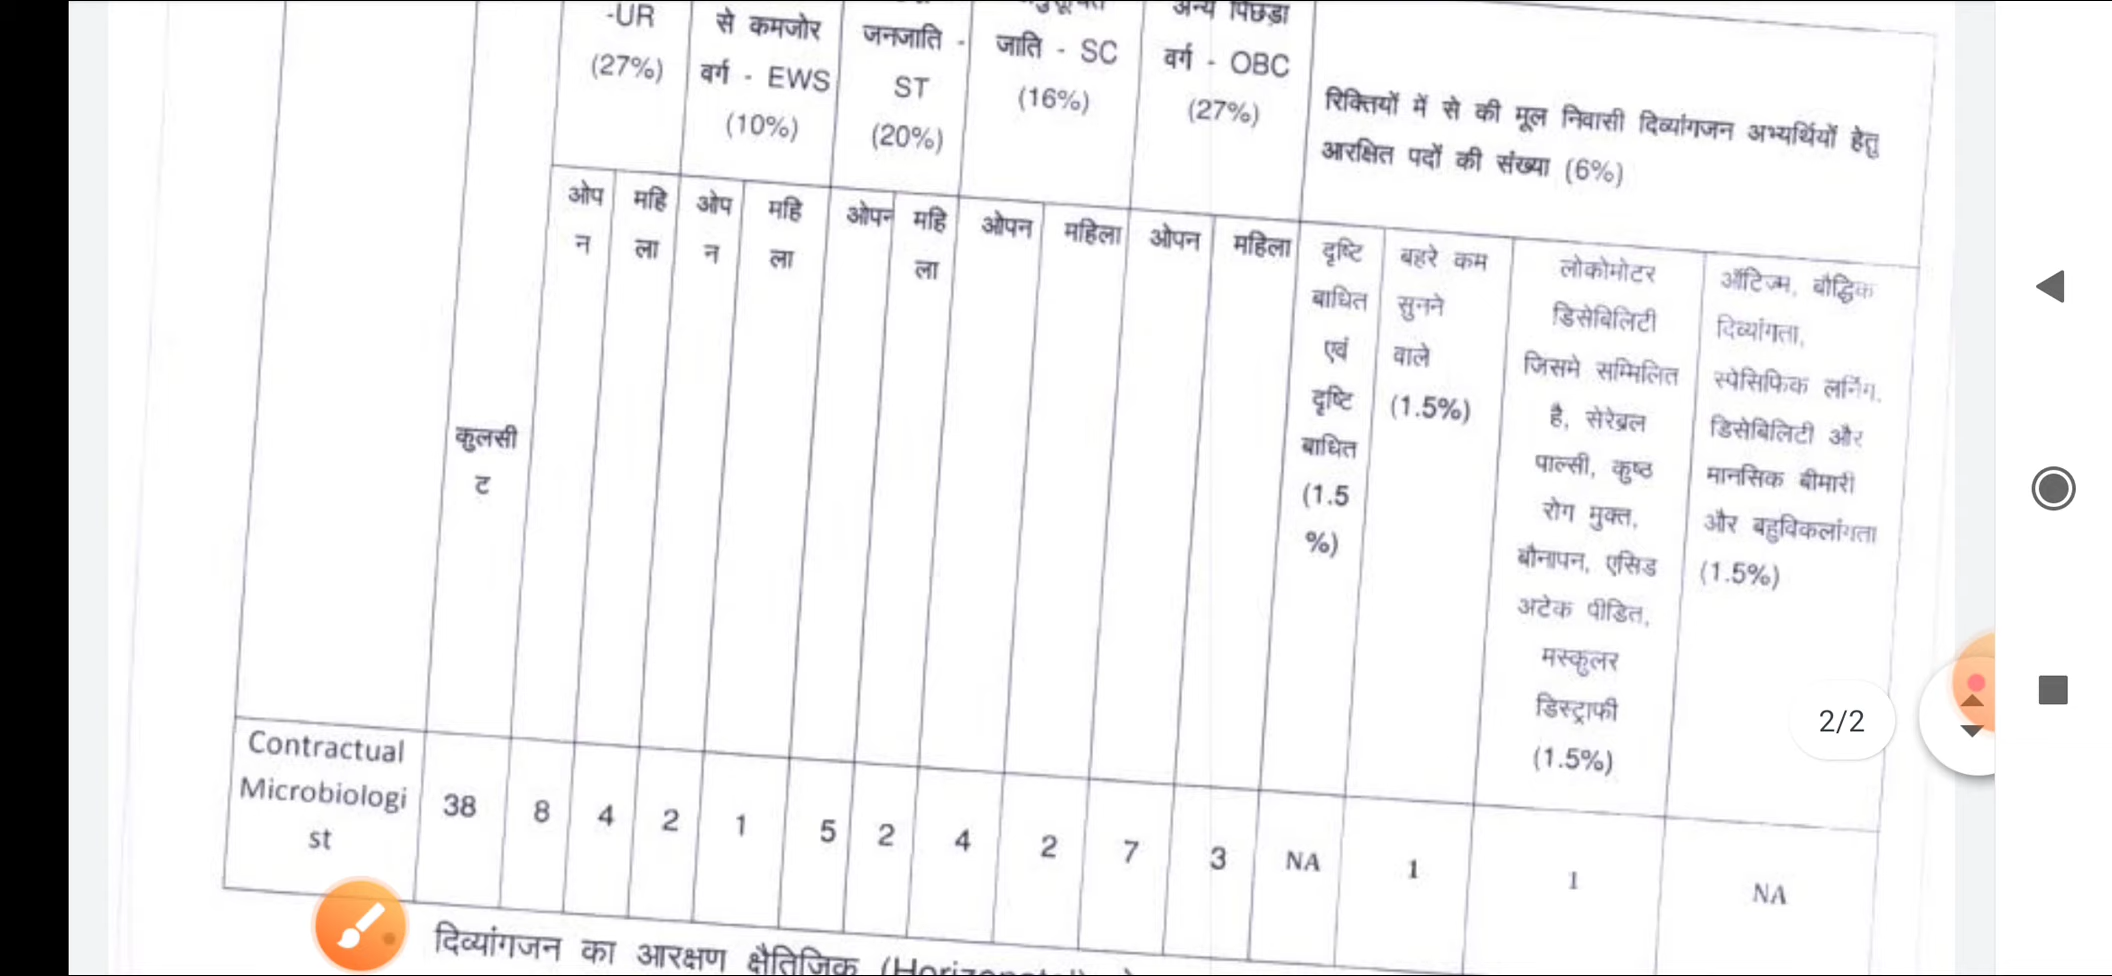 -UR
(27%)
से कमजोर
वर्ग - EWS
(10%)
जनजाति -
ST
(20%)
जाति - SC
(16%)
अन्य पिछड़ा
वर्ग - OBC
(27%)
रिक्तियों में से की मूल निवासी दिव्यांगजन अभ्यर्थियों हेतु
आरक्षित पदों की संख्या (6%)
कुलसी
ट
ओप
न
महि
ला
ओप
न
महि
ला
ओपन
महि
ला
ओपन
महिला
ओपन
महिला
दृष्टि
बाधित
एवं
दृष्टि
बाधित
(1.5
%)
बहरे कम
सुनने
वाले
(1.5%)
लोकोमोटर
डिसेबिलिटी
जिसमे सम्मिलित
है, सेरेब्रल
पाल्सी, कुष्ठ
रोग मुक्त,
बौनापन, एसिड
अटेक पीडित,
मस्कुलर
डिस्ट्राफी
(1.5%)
ऑटिज्म, बौद्धिक
दिव्यांगता,
स्पेसिफिक लर्निग,
डिसेबिलिटी और
मानसिक बीमारी
और बहुविकलांगता
(1.5%)
Contractual
Microbiologi
st
38 8 4 2 1 5 2 4 2 7 3 NA 1 1 NA
2/2
दिव्यांगजन का आरक्षण क्षैतिजिक